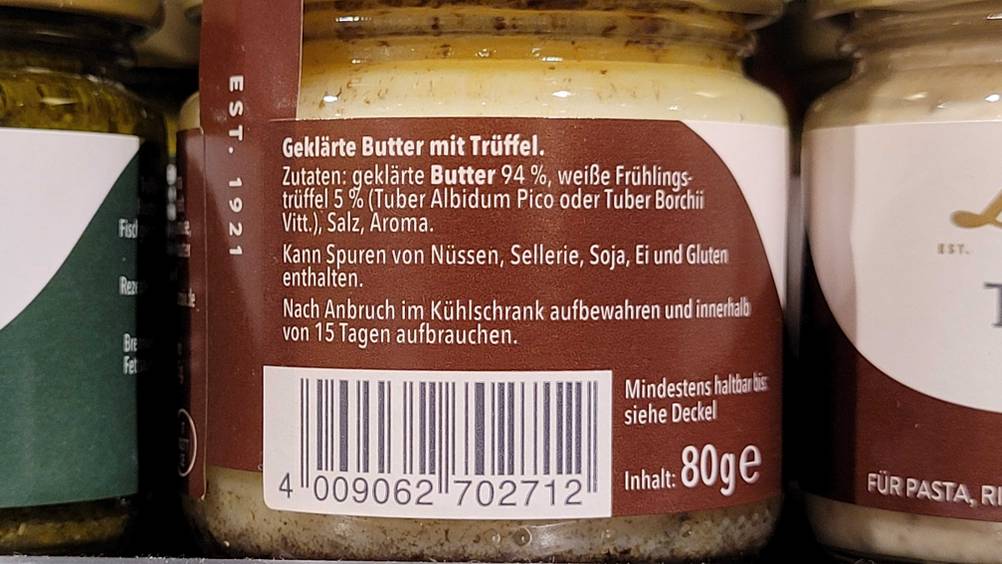 EST. 1921
Geklärte Butter mit Trüffel.
Zutaten: geklärte Butter 94 %, weiße Frühlings-
trüffel 5 % (Tuber Albidum Pico oder Tuber Borchii
Vitt.), Salz, Aroma.
Kann Spuren von Nüssen, Sellerie, Soja, Ei und Gluten
enthalten.
Nach Anbruch im Kühlschrank aufbewahren und innerhalb
von 15 Tagen aufbrauchen.
Mindestens haltbar bis:
siehe Deckel
Inhalt: 80g e
4 009062 702712
EST.
FÜR PASTA,